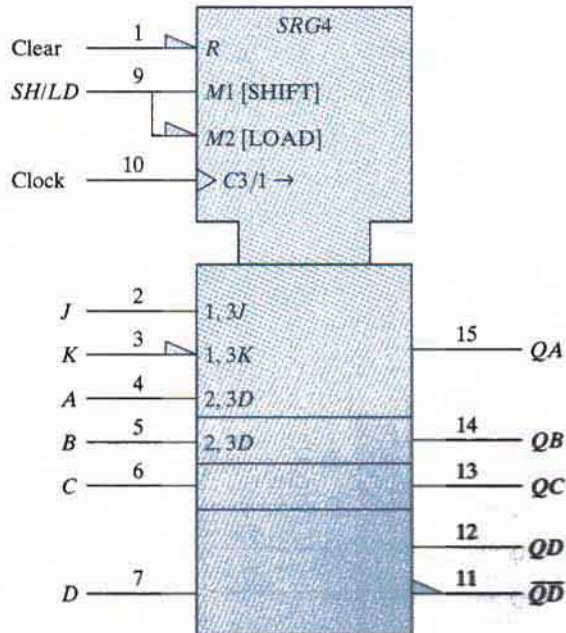 SRG4
Clear 1 R
SH/LD 9 M1 [SHIFT]
M2 [LOAD]
Clock 10 C3/1 →
J 2 1, 3J
K 3 1, 3K
15 QA
A 4 2, 3D
B 5 2, 3D 14 QB
C 6 13 QC
12 QD
D 7 11 Q̅D̅